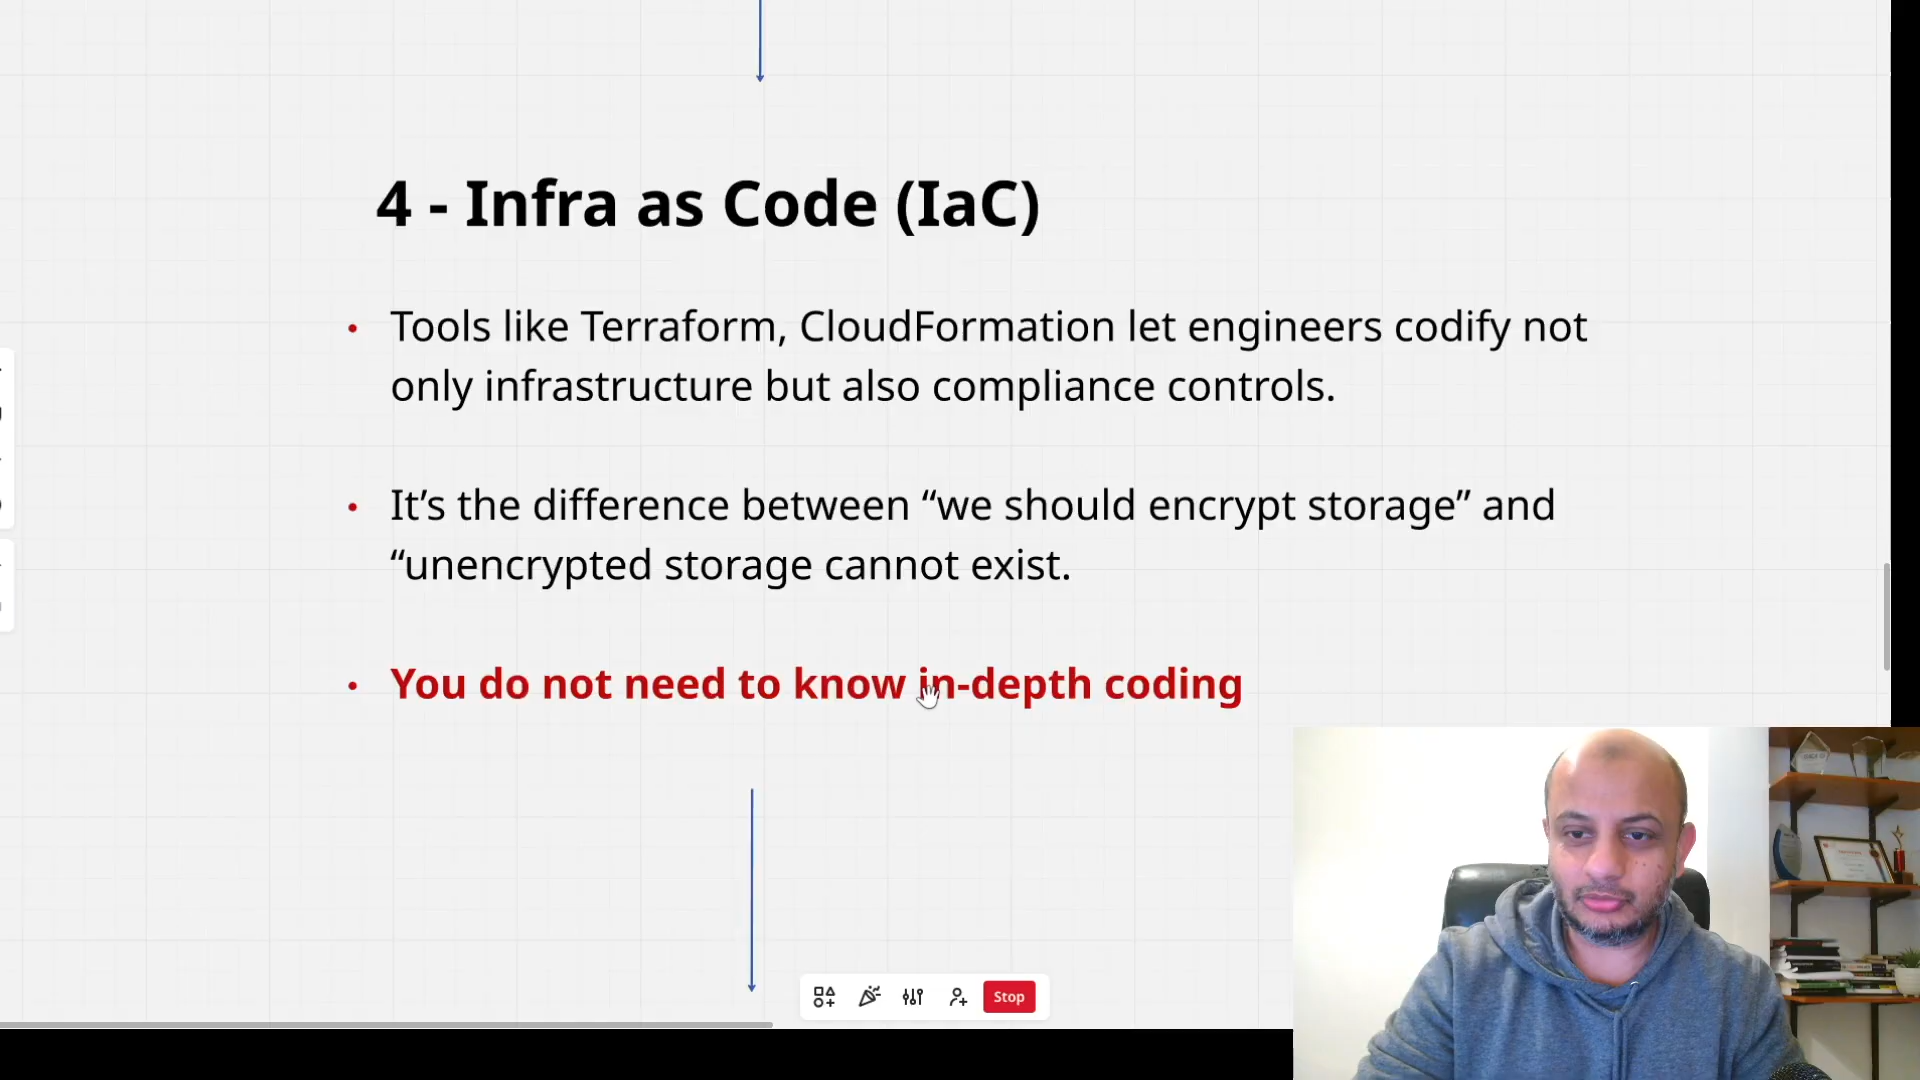 4 - Infra as Code (IaC)
• Tools like Terraform, CloudFormation let engineers codify not
only infrastructure but also compliance controls.
• It’s the difference between “we should encrypt storage” and
“unencrypted storage cannot exist.
• You do not need to know in-depth coding
Stop